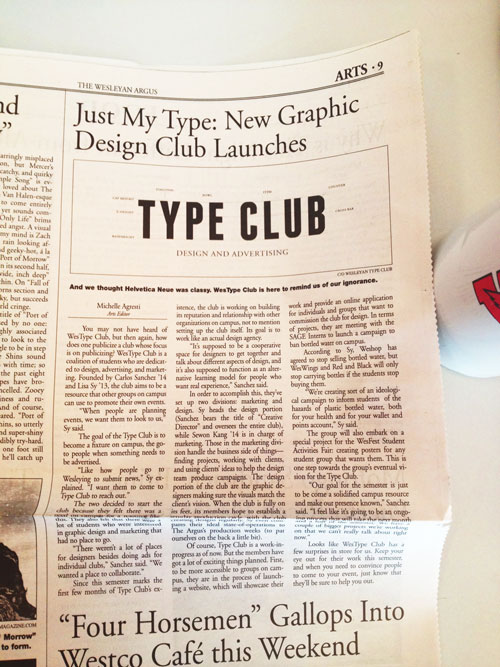 THE WESLEYAN ARGUS
ARTS · 9
Just My Type: New Graphic
Design Club Launches
TYPE CLUB
DESIGN AND ADVERTISING
C/O WESLEYAN TYPE CLUB
And we thought Helvetica Neue was classy. WesType Club is here to remind us of our ignorance.
Michelle Agresti
Arts Editor
You may not have heard of
WesType Club, but then again, how
does one publicize a club whose focus
is on publicizing? WesType Club is a
coalition of students who are dedicat-
ed to design, advertising, and market-
ing. Founded by Carlos Sanchez '14
and Lisa Sy '13, the club aims to be a
resource that other groups on campus
can use to promote their own events.
"When people are planning
events, we want them to look to us,"
Sy said.
The goal of the Type Club is to
become a fixture on campus, the go-
to people when something needs to
be advertised.
"Like how people go to
Wesleying to submit news," Sy ex-
plained. "I want them to come to
Type Club to reach out."
The two decided to start the
club because they felt there was a
lot of students who were interested
in graphic design and marketing that
had no place to go.
"There weren't a lot of places
for designers besides doing ads for
individual clubs," Sanchez said. "We
wanted a place to collaborate."
Since this semester marks the
first few months of Type Club's ex-
istence, the club is working on building
its reputation and relationship with other
organizations on campus, not to mention
setting up the club itself. Its goal is to
work like an actual design agency.
"It's supposed to be a cooperative
space for designers to get together and
talk about different aspects of design, and
it's also supposed to function as an alter-
native learning model for people who
want real experience," Sanchez said.
In order to accomplish this, they've
set up two divisions: marketing and
design. Sy heads the design portion
(Sanchez bears the title of "Creative
Director" and oversees the entire club),
while Sewon Kang '14 is in charge of
marketing. Those in the marketing divi-
sion handle the business side of things—
finding projects, working with clients,
and using clients' ideas to help the design
team produce campaigns. The design
portion of the club are the graphic de-
signers making sure the visuals match the
client's vision. When the club is fully on
its feet, its members hope to establish a
pants their head start-of-operations to
The Argus's production weeks (to put
ourselves on the back a little bit).
Of course, Type Club is a work-in-
progress as of now. But the members have
got a lot of exciting things planned. First,
to be more accessible to groups on cam-
pus, they are in the process of launch-
ing a website, which will showcase their
work and provide an online application
for individuals and groups that want to
commission the club for design. In terms
of projects, they are meeting with the
SAGE Interns to launch a campaign to
ban bottled water on campus.
According to Sy, Weshop has
agreed to stop selling bottled water, but
WesWings and Red and Black will only
stop carrying bottles if the students stop
buying them.
"We're creating sort of an ideologi-
cal campaign to inform students of the
hazards of plastic bottled water, both
for your health and for your wallet and
points account," Sy said.
The group will also embark on a
special project for the WesFest Student
Activities Fair: creating posters for any
student group that wants them. This is
one step towards the group's eventual vi-
sion for the Type Club.
"Our goal for the semester is just
to be come a solidified campus resource
and make our presence known," Sanchez
said. "I feel like it's going to be an ongo-
couple of bigger projects we're working
on that we can't really talk about right
now."
Looks like WesType Club has a
few surprises in store for us. Keep your
eye out for their work this semester,
and when you need to convince people
to come to your event, just know that
they'll be sure to help you out.
"Four Horsemen" Gallops Into
Westco Café this Weekend